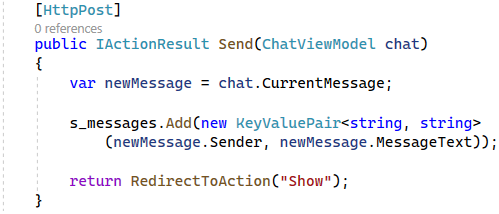 [HttpPost]
0 references
public IActionResult Send(ChatViewModel chat)
{
var newMessage = chat.CurrentMessage;
s_messages.Add(new KeyValuePair<string, string>
(newMessage.Sender, newMessage.MessageText));
return RedirectToAction("Show");
}